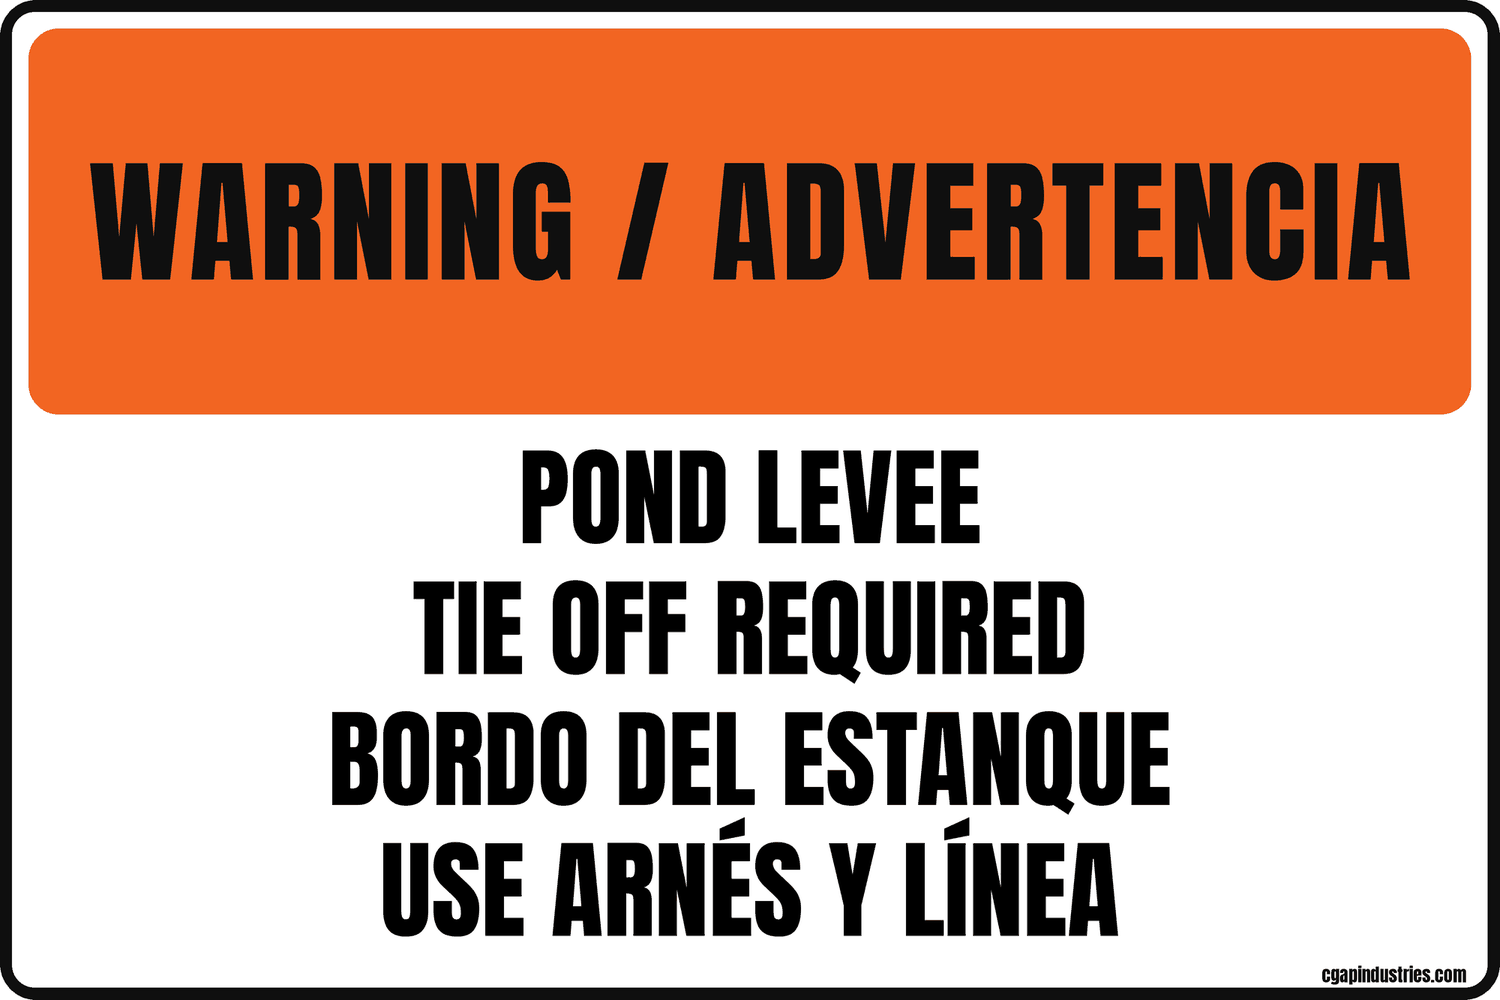 WARNING / ADVERTENCIA
POND LEVEE
TIE OFF REQUIRED
BORDO DEL ESTANQUE
USE ARNÉS Y LÍNEA
cgapindustries.com